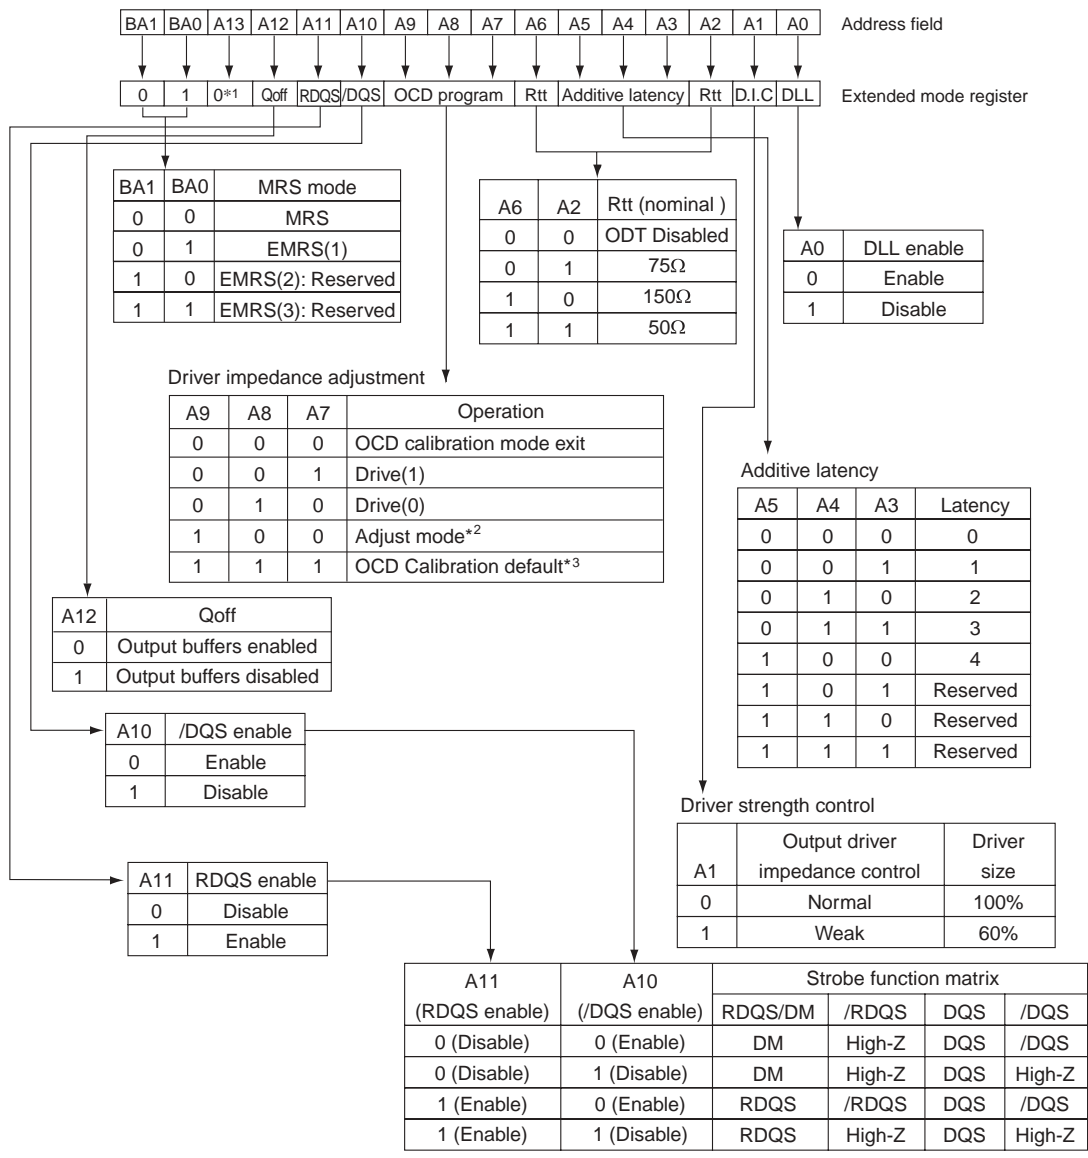 BA1 BA0 A13 A12 A11 A10 A9 A8 A7 A6 A5 A4 A3 A2 A1 A0 Address field
0 1 0*1 Qoff RDQS /DQS OCD program Rtt Additive latency Rtt D.I.C DLL Extended mode register
BA1 BA0 MRS mode
0 0 MRS
0 1 EMRS(1)
1 0 EMRS(2): Reserved
1 1 EMRS(3): Reserved
A6 A2 Rtt (nominal )
0 0 ODT Disabled
0 1 75Ω
1 0 150Ω
1 1 50Ω
A0 DLL enable
0 Enable
1 Disable
Driver impedance adjustment
A9 A8 A7 Operation
0 0 0 OCD calibration mode exit
0 0 1 Drive(1)
0 1 0 Drive(0)
1 0 0 Adjust mode*2
1 1 1 OCD Calibration default*3
Additive latency
A5 A4 A3 Latency
0 0 0 0
0 0 1 1
0 1 0 2
0 1 1 3
1 0 0 4
1 0 1 Reserved
1 1 0 Reserved
1 1 1 Reserved
A12 Qoff
0 Output buffers enabled
1 Output buffers disabled
A10 /DQS enable
0 Enable
1 Disable
Driver strength control
Output driver Driver
A1 impedance control size
0 Normal 100%
1 Weak 60%
A11 RDQS enable
0 Disable
1 Enable
A11 A10 Strobe function matrix
(RDQS enable) (/DQS enable) RDQS/DM /RDQS DQS /DQS
0 (Disable) 0 (Enable) DM High-Z DQS /DQS
0 (Disable) 1 (Disable) DM High-Z DQS High-Z
1 (Enable) 0 (Enable) RDQS /RDQS DQS /DQS
1 (Enable) 1 (Disable) RDQS High-Z DQS High-Z